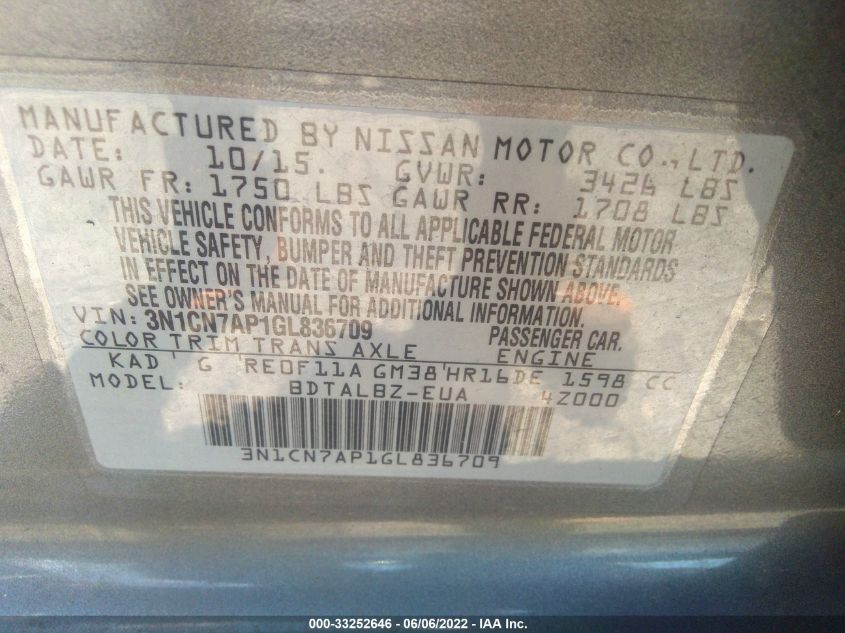 MANUFACTURED BY NISSAN MOTOR CO., LTD.
DATE: 10/15. GVWR: 3426 LBS
GAWR FR: 1750 LBS GAWR RR: 1708 LBS
THIS VEHICLE CONFORMS TO ALL APPLICABLE FEDERAL MOTOR
VEHICLE SAFETY, BUMPER AND THEFT PREVENTION STANDARDS
IN EFFECT ON THE DATE OF MANUFACTURE SHOWN ABOVE.
SEE OWNER'S MANUAL FOR ADDITIONAL INFORMATION.
VIN: 3N1CN7AP1GL836709 PASSENGER CAR.
COLOR TRIM TRANS AXLE ENGINE
KAD ' G 'RE0F11A GM38'HR16DE 1598 CC
MODEL: BDTALBZ-EUA 4Z000
3N1CN7AP1GL836709
000-33252646 - 06/06/2022 - IAA Inc.